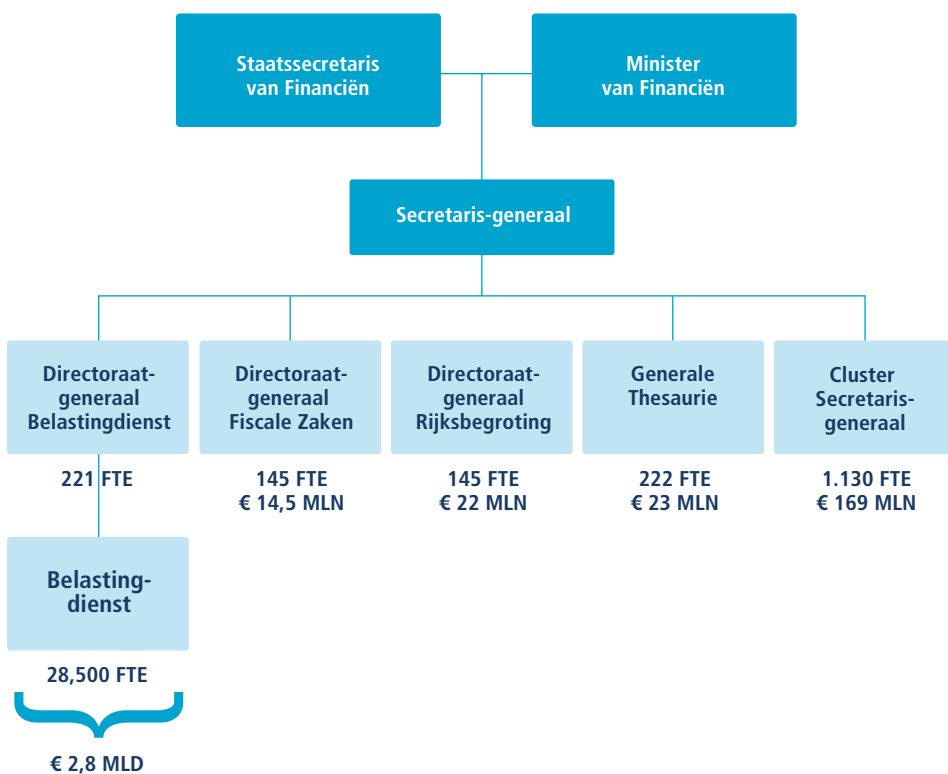 Staatssecretaris
van Financiën
Minister
van Financiën
Secretaris-generaal
Directoraat-
generaal
Belastingdienst
221 FTE
Directoraat-
generaal
Fiscale Zaken
145 FTE
€ 14,5 MLN
Directoraat-
generaal
Rijksbegroting
145 FTE
€ 22 MLN
Generale
Thesaurie
222 FTE
€ 23 MLN
Cluster
Secretaris-
generaal
1.130 FTE
€ 169 MLN
Belasting-
dienst
28,500 FTE
€ 2,8 MLD